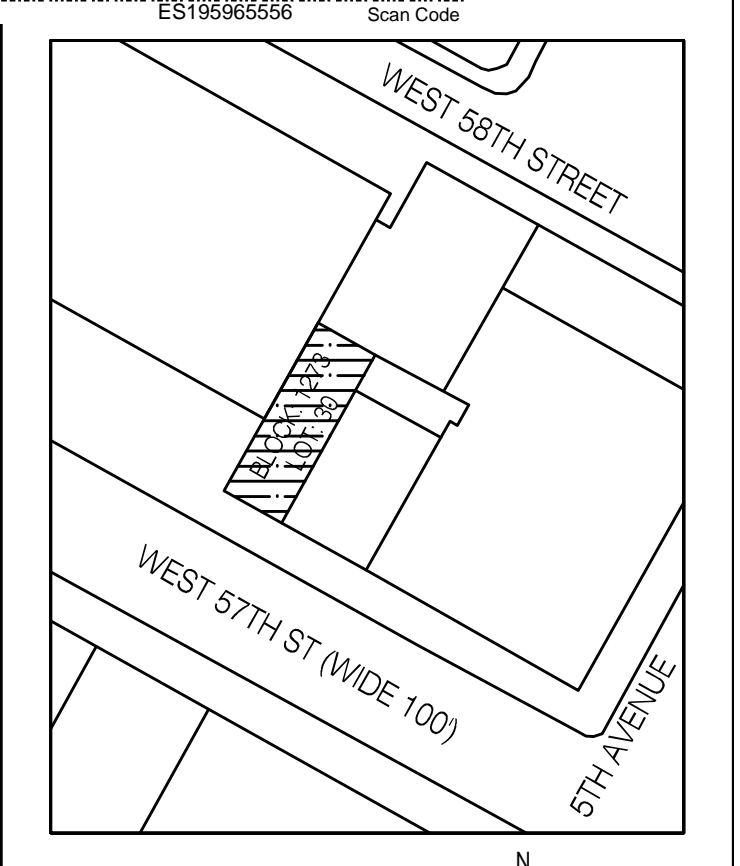 ES195965556
Scan Code
WEST 58TH STREET
BLOCK: 1273
LOT: 30
WEST 57TH ST (WIDE 100')
5TH AVENUE
N